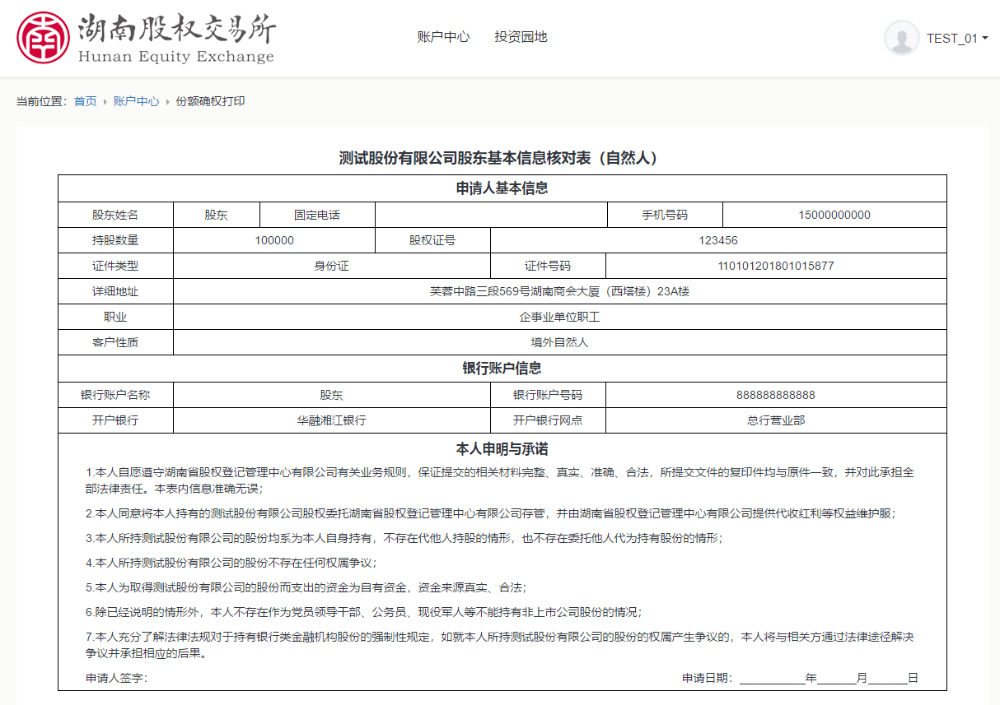 湖南股权交易所
Hunan Equity Exchange
账户中心 投资园地
TEST_01
当前位置：首页 账户中心 份额确权打印
测试股份有限公司股东基本信息核对表（自然人）
申请人基本信息
股东姓名 股东 固定电话 手机号码 15000000000
持股数量 100000 股权证号 123456
证件类型 身份证 证件号码 110101201801015877
详细地址 芙蓉中路三段569号湖南商会大厦（西塔楼）23A楼
职业 企事业单位职工
客户性质 境外自然人
银行账户信息
银行账户名称 股东 银行账户号码 888888888888
开户银行 华融湘江银行 开户银行网点 总行营业部
本人申明与承诺
1.本人自愿遵守湖南省股权登记管理中心有限公司有关业务规则，保证提交的相关材料完整、真实、准确、合法，所提交文件的复印件均与原件一致，并对此承担全
部法律责任。本表内信息准确无误；
2.本人同意将本人持有的测试股份有限公司股权委托湖南省股权登记管理中心有限公司存管，并由湖南省股权登记管理中心有限公司提供代收红利等权益维护服；
3.本人所持测试股份有限公司的股份均系为本人自身持有，不存在代他人持股的情形，也不存在委托他人代为持有股份的情形；
4.本人所持测试股份有限公司的股份不存在任何权属争议；
5.本人为取得测试股份有限公司的股份而支出的资金为自有资金，资金来源真实、合法；
6.除已经说明的情形外，本人不存在作为党员领导干部、公务员、现役军人等不能持有非上市公司股份的情况；
7.本人充分了解法律法规对于持有银行类金融机构股份的强制性规定，如就本人所持测试股份有限公司的股份的权属产生争议的，本人将与相关方通过法律途径解决
争议并承担相应的后果。
申请人签字： 申请日期：__________年______月______日